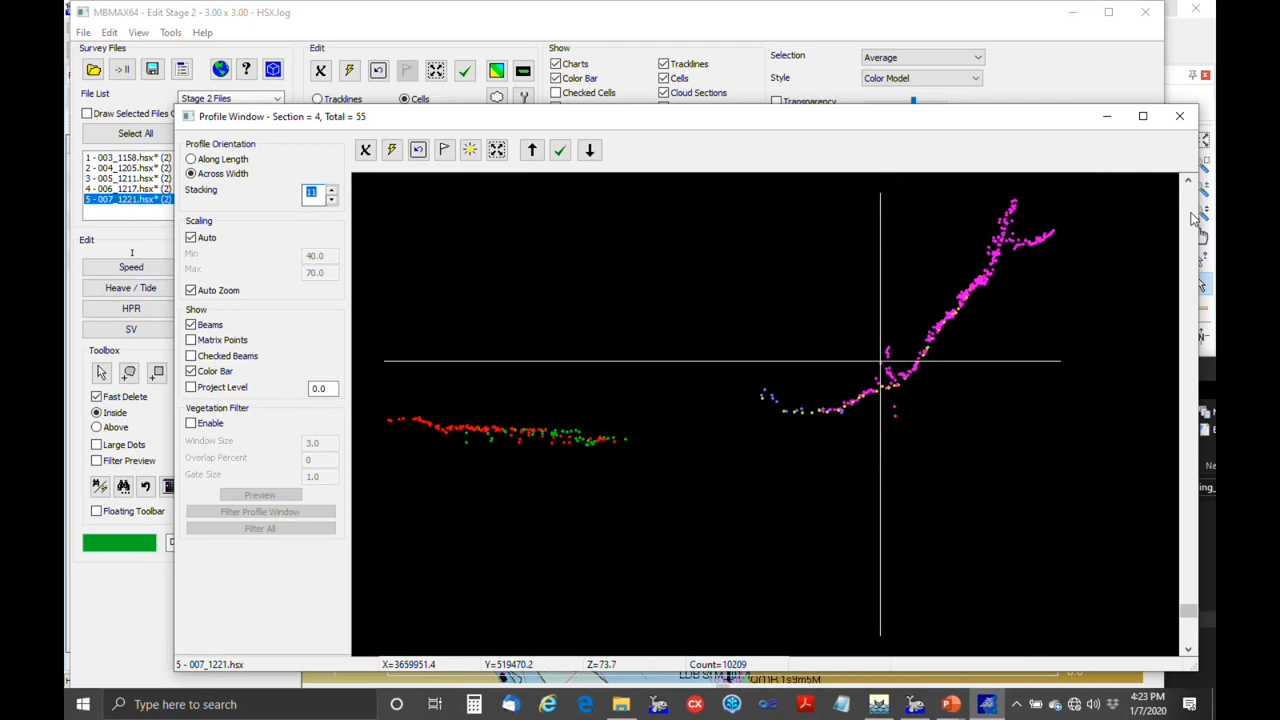 MBMAX64 - Edit Stage 2 - 3.00 x 3.00 - HSX.log
File Edit View Tools Help
Survey Files
Edit
Show
Selection
Average
Charts
Tracklines
Style
Color Model
Color Bar
Cells
File List
Stage 2 Files
Tracklines
Cells
Checked Cells
Cloud Sections
Transparency
Draw Selected Files
Select All
1 - 003_1158.hsx* (2)
2 - 004_1205.hsx* (2)
3 - 005_1211.hsx* (2)
4 - 006_1217.hsx* (2)
5 - 007_1221.hsx* (2)
Edit
Speed
Heave / Tide
HPR
SV
Toolbox
Fast Delete
Inside
Above
Large Dots
Filter Preview
Floating Toolbar
Profile Window - Section = 4, Total = 55
Profile Orientation
Along Length
Across Width
Stacking
11
Scaling
Auto
Min
40.0
Max
70.0
Auto Zoom
Show
Beams
Matrix Points
Checked Beams
Color Bar
Project Level
0.0
Vegetation Filter
Enable
Window Size
3.0
Overlap Percent
0
Gate Size
1.0
Preview
Filter Profile Window
Filter All
5 - 007_1221.hsx
X=3659951.4
Y=519470.2
Z=73.7
Count=10209
Type here to search
4:23 PM
1/7/2020